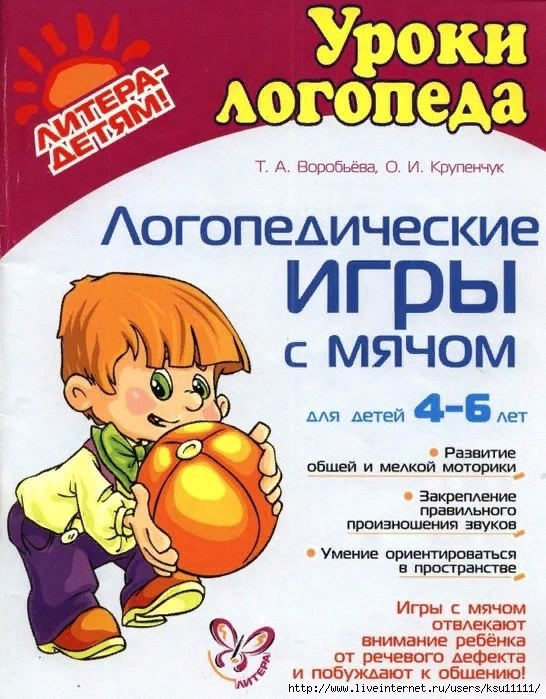 Уроки
логопеда
ЛИТЕРА-
ДЕТЯМ!
Т. А. Воробьёва, О. И. Крупенчук
Логопедические
игры
с мячом
для детей 4-6 лет
• Развитие
общей и мелкой моторики
• Закрепление
правильного
произношения звуков
• Умение ориентироваться
в пространстве
Игры с мячом
отвлекают
внимание ребёнка
от речевого дефекта
и побуждают к общению!
ЛИТЕРА
http://www.liveinternet.ru/users/ksu11111/